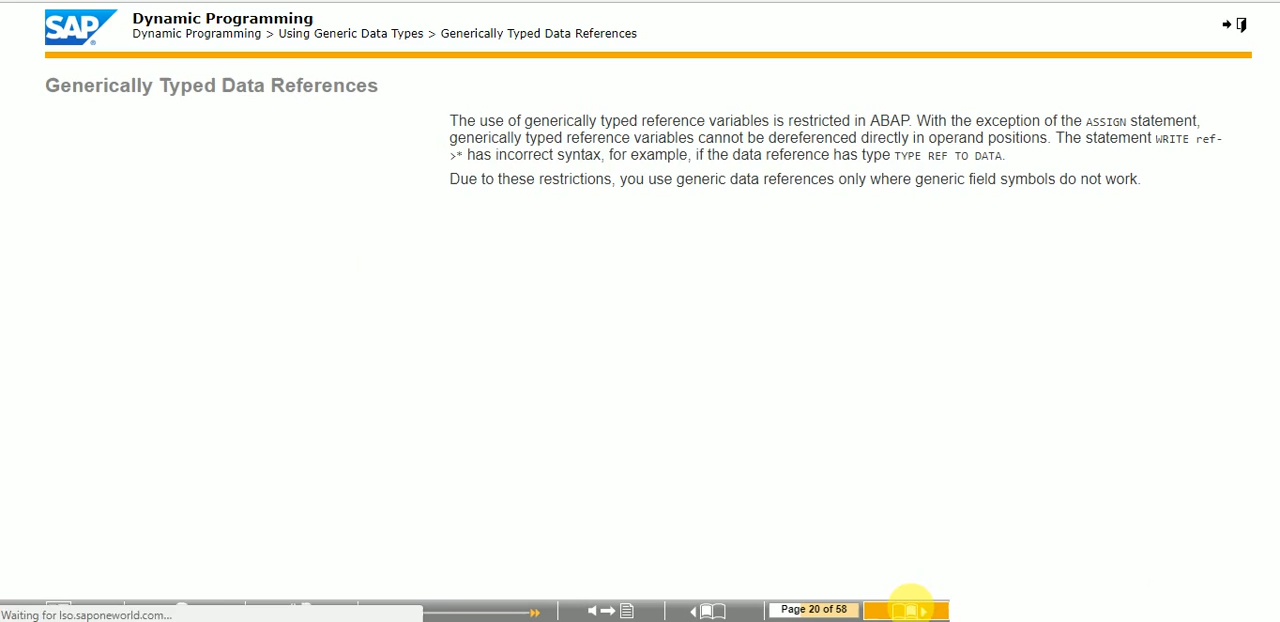 SAP
Dynamic Programming
Dynamic Programming > Using Generic Data Types > Generically Typed Data References
Generically Typed Data References
The use of generically typed reference variables is restricted in ABAP. With the exception of the ASSIGN statement,
generically typed reference variables cannot be dereferenced directly in operand positions. The statement WRITE ref-
>* has incorrect syntax, for example, if the data reference has type TYPE REF TO DATA.
Due to these restrictions, you use generic data references only where generic field symbols do not work.
Page 20 of 58
Waiting for lso.saponeworld.com...